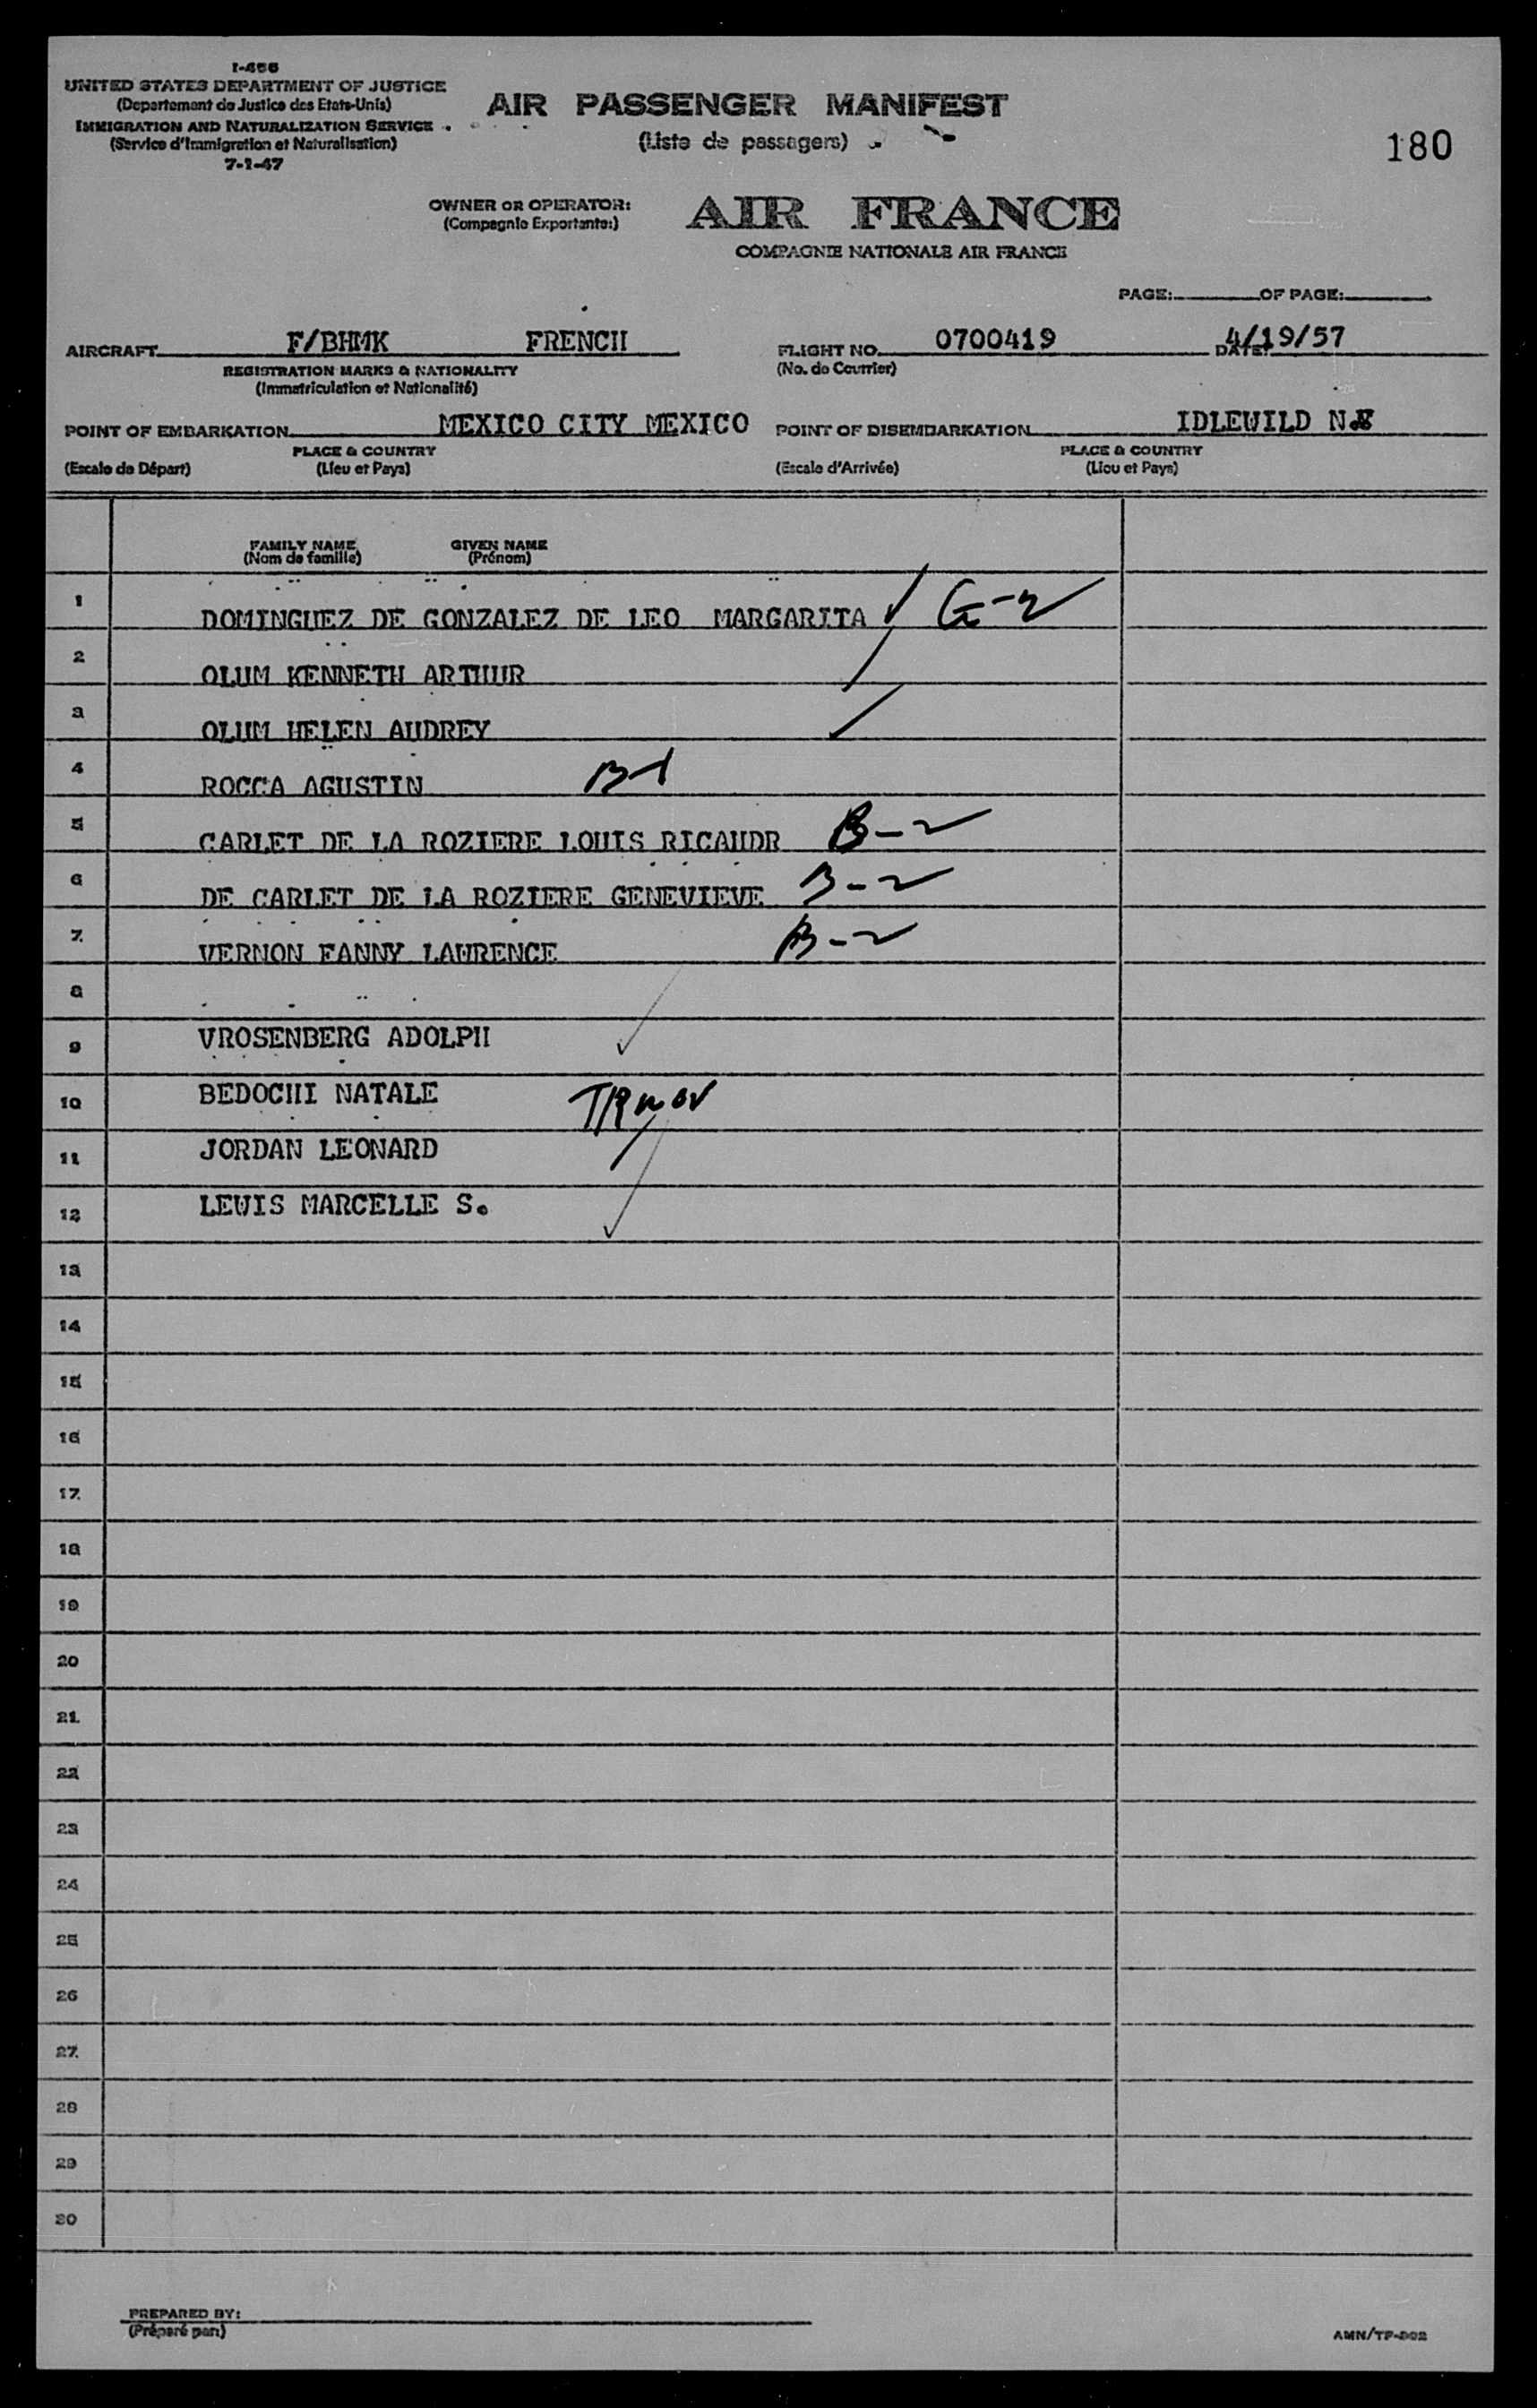 I-466
UNITED STATES DEPARTMENT OF JUSTICE
(Departement de Justice des Etats-Unis)
IMMIGRATION AND NATURALIZATION SERVICE
(Service d'Immigration et Naturalisation)
7-1-47
AIR PASSENGER MANIFEST
(Liste de passagers)
180
OWNER OR OPERATOR: AIR FRANCE
(Compagnie Exportante:)
COMPAGNIE NATIONALE AIR FRANCE
PAGE: OF PAGE:
AIRCRAFT F/BHMK FRENCH FLIGHT NO. 0700419 DATE: 4/19/57
REGISTRATION MARKS & NATIONALITY (No. de Courrier)
(Immatriculation et Nationalité)
POINT OF EMBARKATION MEXICO CITY MEXICO POINT OF DISEMBARKATION IDLEWILD
PLACE & COUNTRY PLACE & COUNTRY
(Escale de Départ) (Lieu et Pays) (Escale d'Arrivée) (Lieu et Pays)
FAMILY NAME GIVEN NAME
(Nom de famille) (Prénom)
1 DOMINGUEZ DE GONZALEZ DE LEO MARGARITA ✓ G-2
2 OLUM KENNETH ARTHUR
3 OLUM HELEN AUDREY ✓
4 ROCCA AGUSTIN B-1
5 CARLET DE LA ROZIERE LOUIS RICAUDR B-2
6 DE CARLET DE LA ROZIERE GENEVIEVE B-2
7 VERNON FANNY LAURENCE B-2
8
9 VROSENBERG ADOLPH ✓
10 BEDOCHI NATALE
11 JORDAN LEONARD
12 LEWIS MARCELLE S. ✓
13
14
15
16
17
18
19
20
21
22
23
24
25
26
27
28
29
30
PREPARED BY:
(Préparé par:)